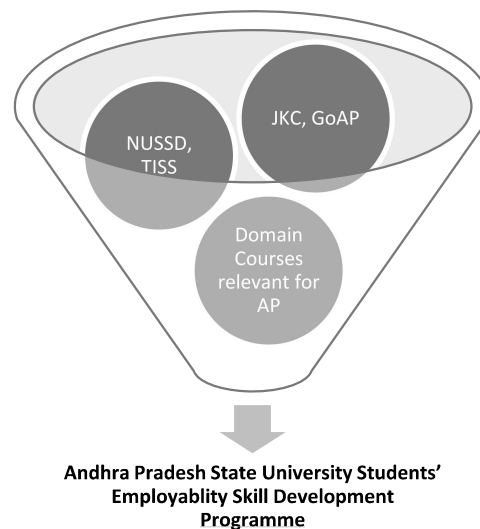 JKC, GoAP
NUSSD,
TISS
Domain
Courses
relevant for
AP
Andhra Pradesh State University Students’
Employablity Skill Development
Programme